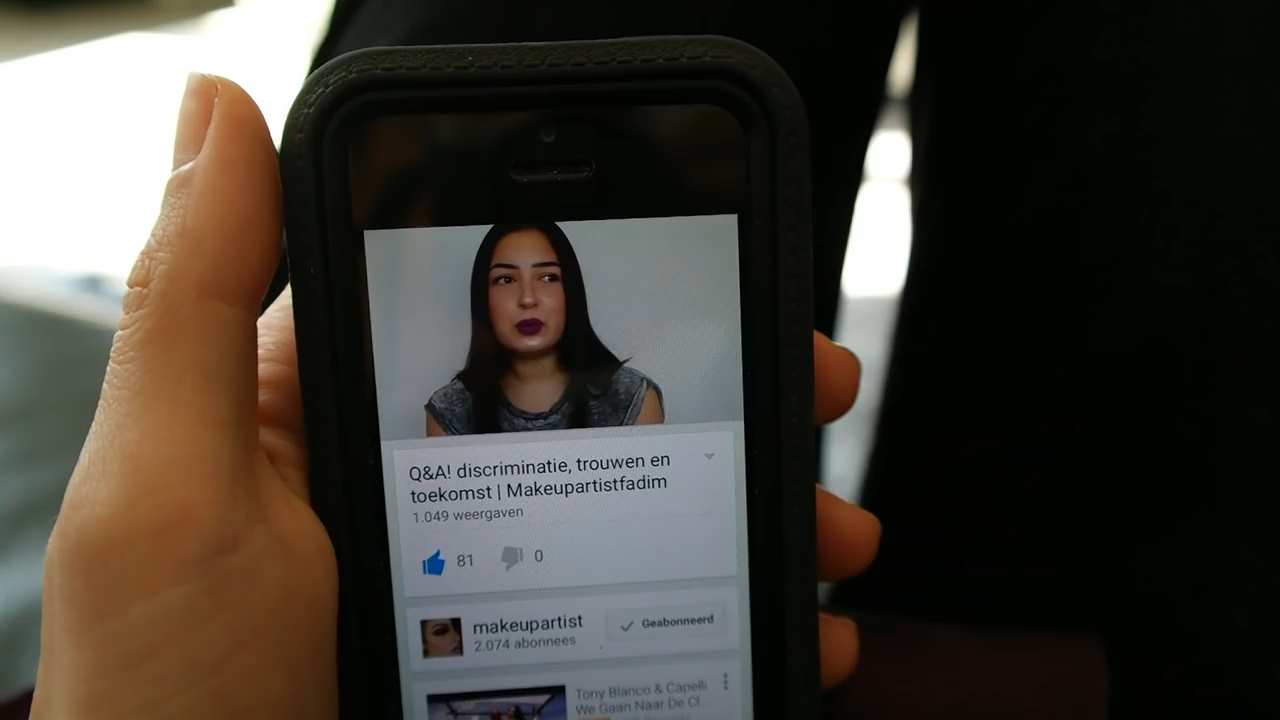 Q&A! discriminatie, trouwen en
toekomst | Makeupartistfadim
1.049 weergaven
81
0
makeupartist
Geabonneerd
2.074 abonnees
Tony Blanco & Capelli
We Gaan Naar De Cl...